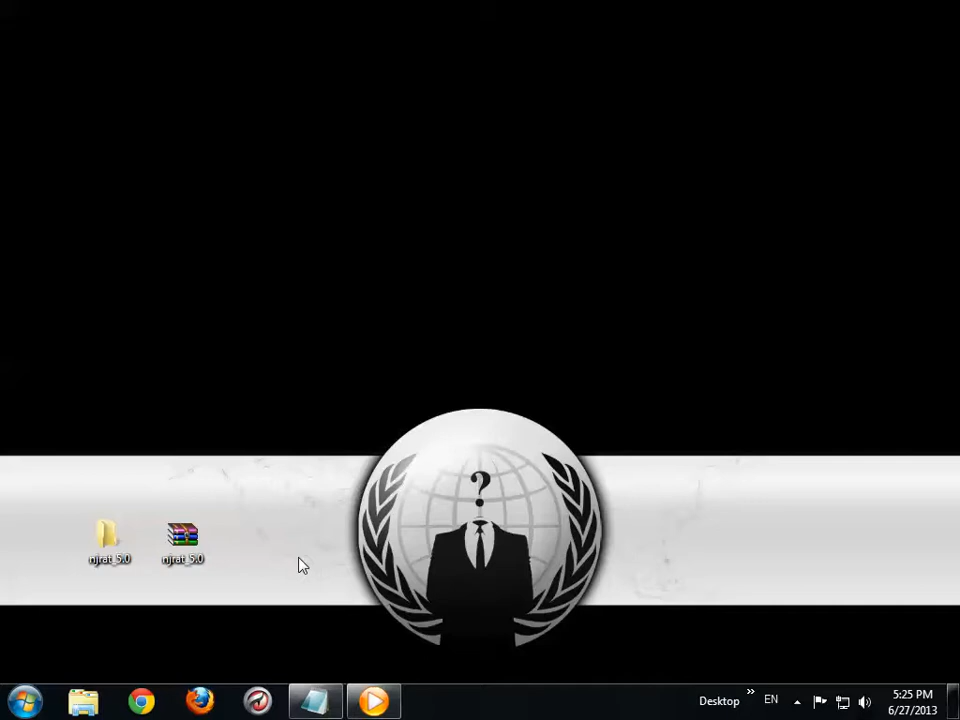 ?
njrat_5.0
njrat_5.0
Desktop
»
EN
5:25 PM
6/27/2013